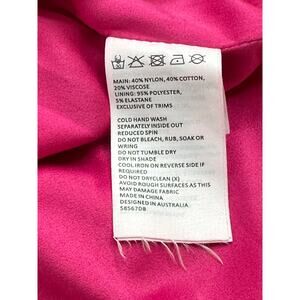 MAIN: 40% NYLON, 40% COTTON,
20% VISCOSE
LINING: 95% POLYESTER,
5% ELASTANE
EXCLUSIVE OF TRIMS
COLD HAND WASH
SEPARATELY INSIDE OUT
REDUCED SPIN
DO NOT BLEACH, RUB, SOAK OR
WRING
DO NOT TUMBLE DRY
DRY IN SHADE
COOL IRON ON REVERSE SIDE IF
REQUIRED
DO NOT DRYCLEAN (X)
AVOID ROUGH SURFACES AS THIS
MAY DAMAGE FABRIC
MADE IN CHINA
DESIGNED IN AUSTRALIA
S8567DB